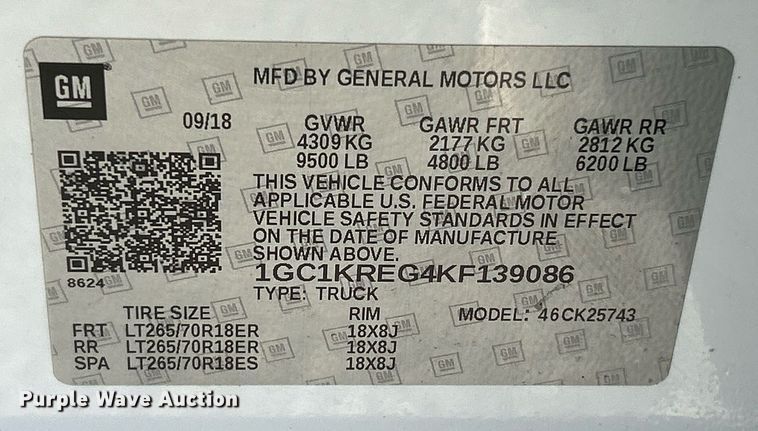 GM
MFD BY GENERAL MOTORS LLC
09/18 GVWR GAWR FRT GAWR RR
4309 KG 2177 KG 2812 KG
9500 LB 4800 LB 6200 LB
THIS VEHICLE CONFORMS TO ALL
APPLICABLE U.S. FEDERAL MOTOR
VEHICLE SAFETY STANDARDS IN EFFECT
ON THE DATE OF MANUFACTURE
SHOWN ABOVE.
8624
1GC1KREG4KF139086
TYPE: TRUCK
TIRE SIZE RIM MODEL: 46CK25743
FRT LT265/70R18ER 18X8J
RR LT265/70R18ER 18X8J
SPA LT265/70R18ES 18X8J
Purple Wave Auction